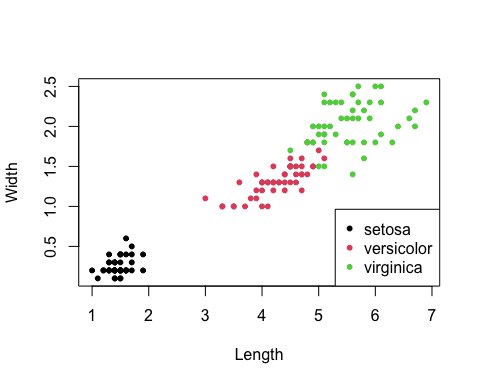 2.5
2.0
1.5
1.0
0.5
Width
setosa
versicolor
virginica
1 2 3 4 5 6 7
Length